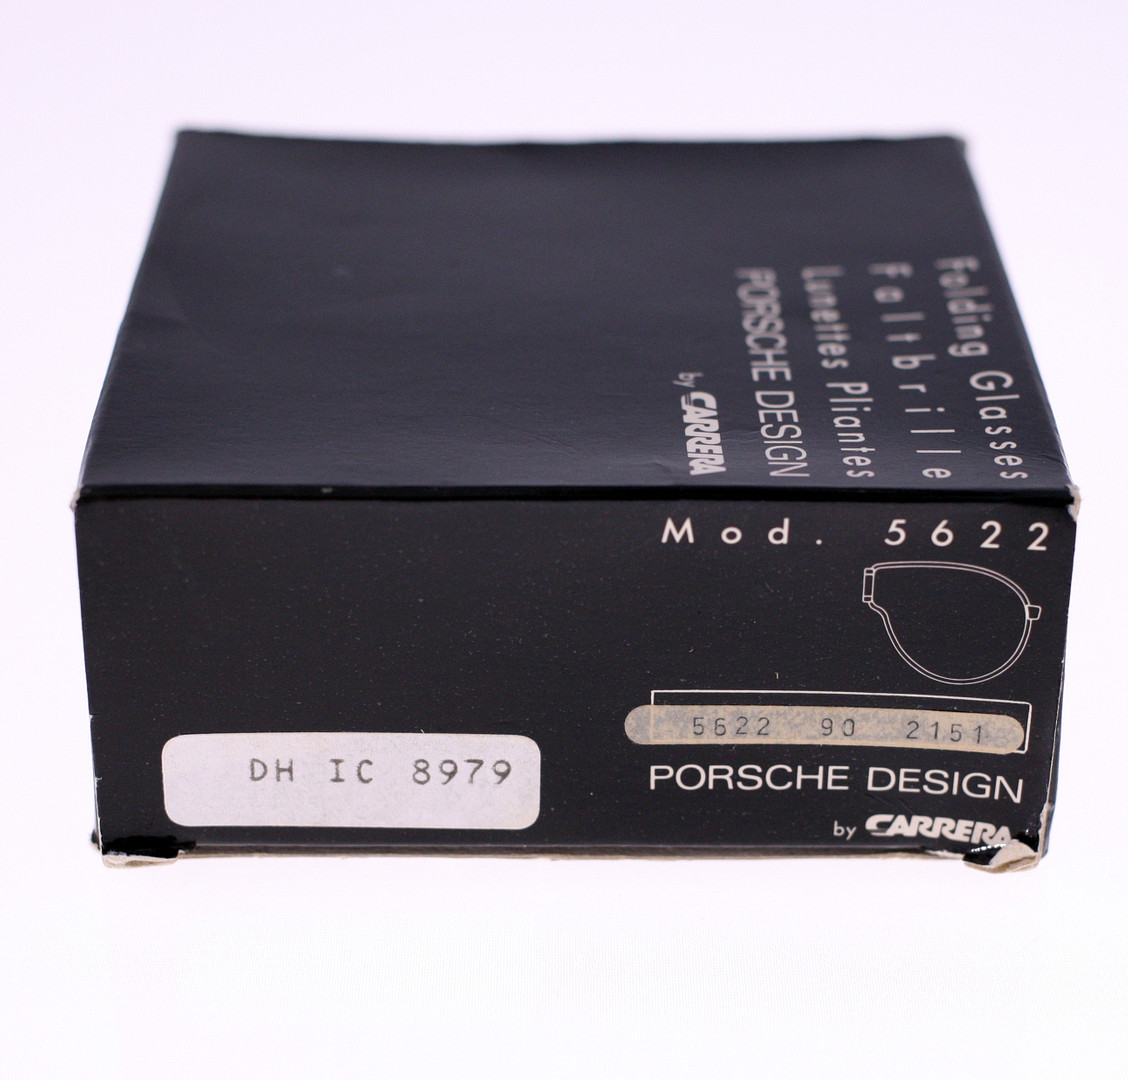 Folding Glasses
Faltbrille
Lunettes Pliantes
PORSCHE DESIGN
by CARRERA
Mod. 5622
5622 90 2151
PORSCHE DESIGN
by CARRERA
DH IC 8979